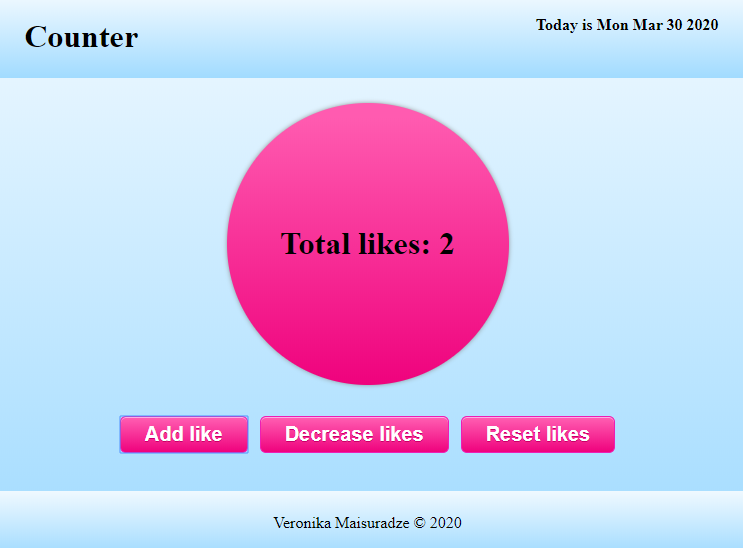 Counter
Today is Mon Mar 30 2020
Total likes: 2
Add like
Decrease likes
Reset likes
Veronika Maisuradze © 2020